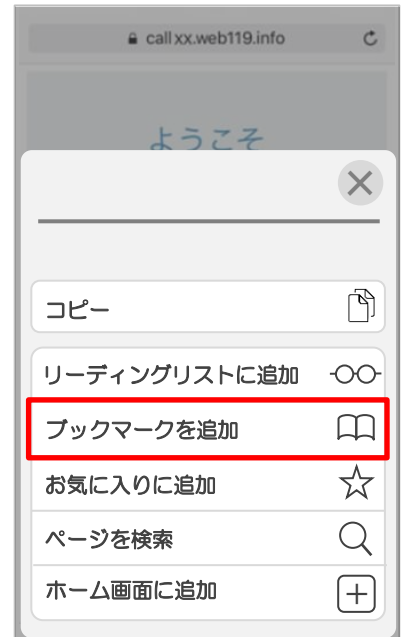 callxx.web119.info
ようこそ
コピー
リーディングリストに追加
ブックマークを追加
お気に入りに追加
ページを検索
ホーム画面に追加